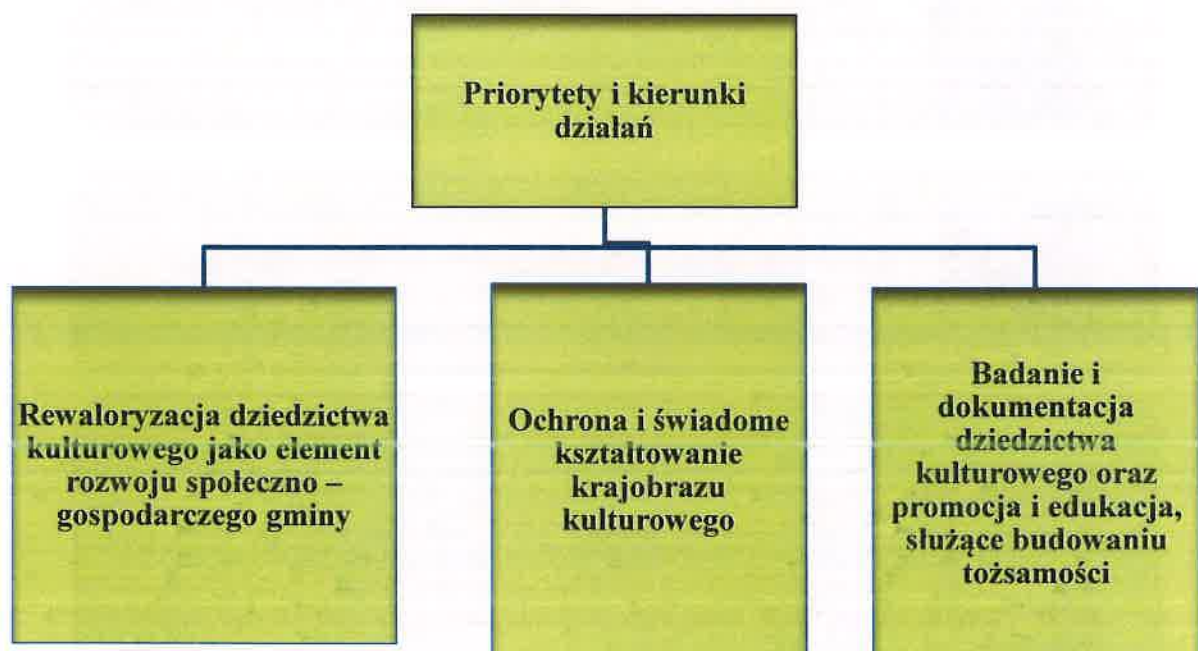 Priorytety i kierunki
działań
Rewaloryzacja dziedzictwa
kulturowego jako element
rozwoju społeczno –
gospodarczego gminy
Ochrona i świadome
kształtowanie
krajobrazu
kulturowego
Badanie i
dokumentacja
dziedzictwa
kulturowego oraz
promocja i edukacja,
służące budowaniu
tożsamości